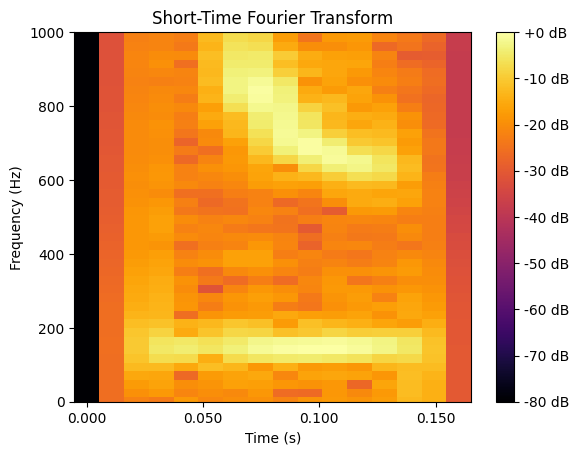 Short-Time Fourier Transform
1000
800
600
400
200
0
Frequency (Hz)
0.000
0.050
0.100
0.150
Time (s)
+0 dB
-10 dB
-20 dB
-30 dB
-40 dB
-50 dB
-60 dB
-70 dB
-80 dB